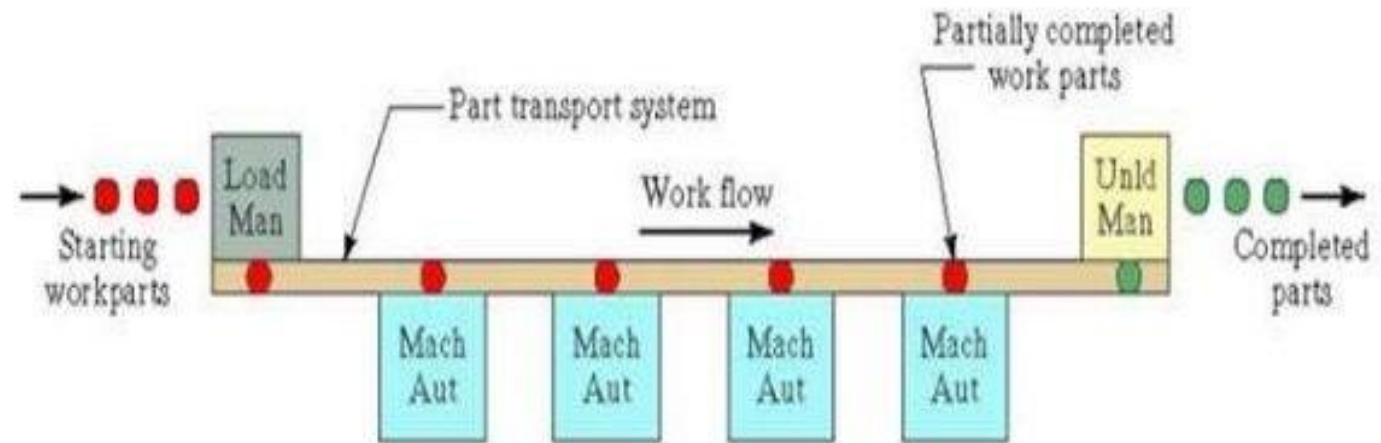 Partially completed
work parts
Part transport system
Load
Man
Work flow
Unld
Man
Starting
workparts
Completed
parts
Mach
Aut
Mach
Aut
Mach
Aut
Mach
Aut